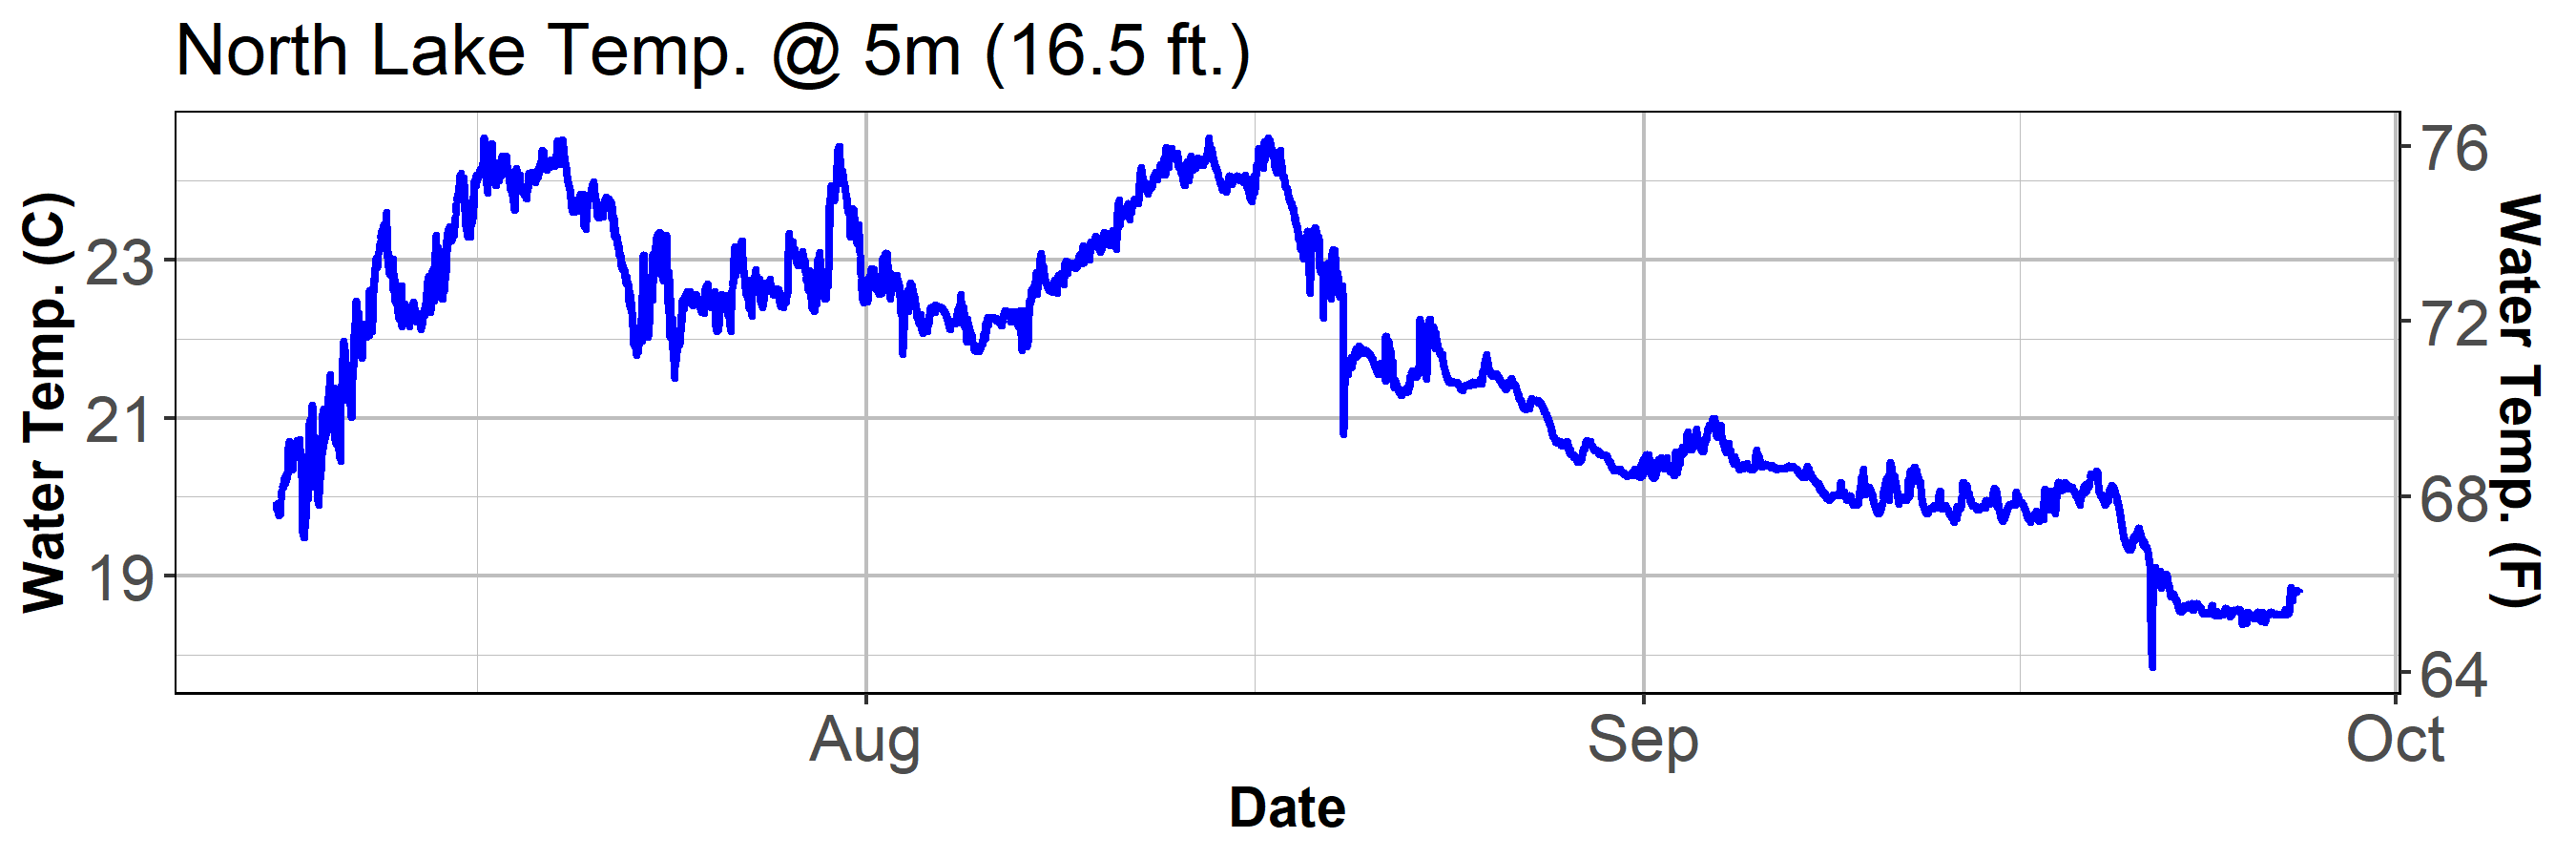 North Lake Temp. @ 5m (16.5 ft.)
Water Temp. (C)
23
21
19
76
72
68
64
Water Temp. (F)
Aug
Sep
Oct
Date